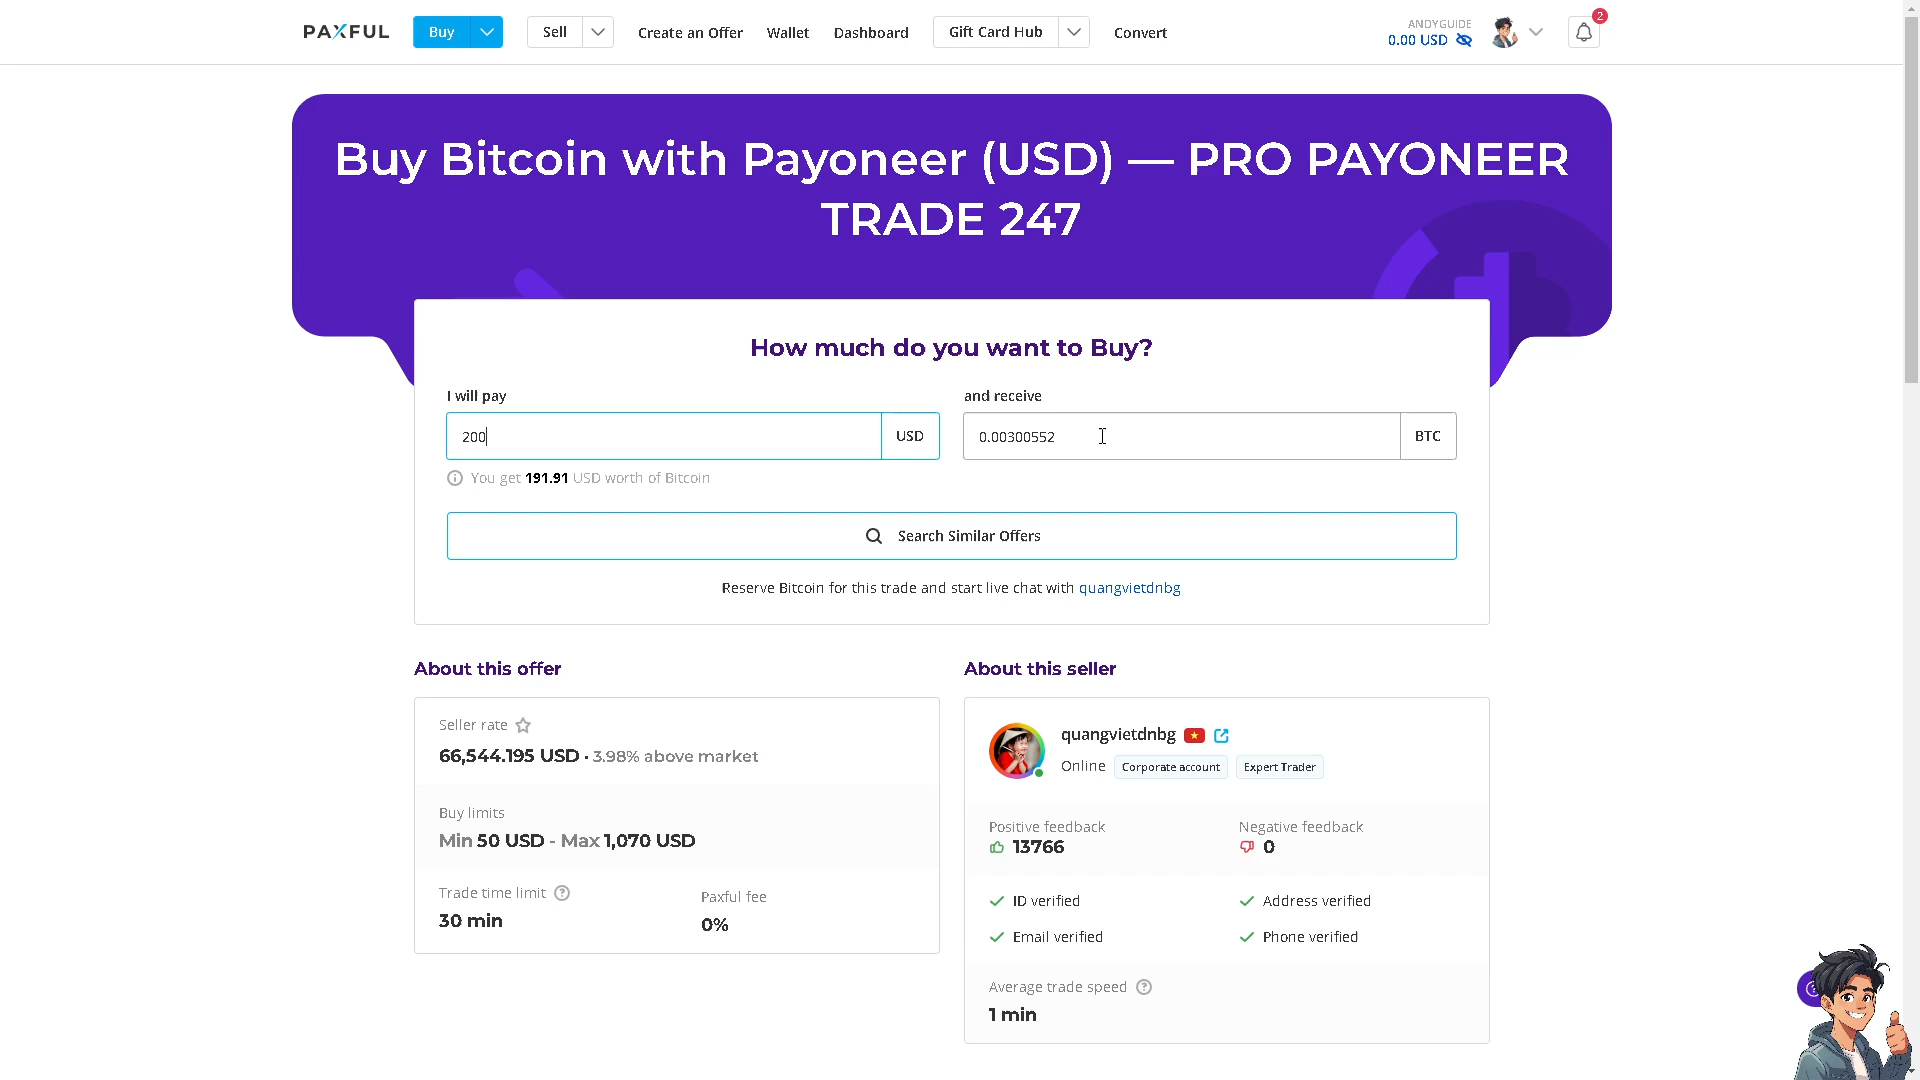 PAXFUL
Buy
Sell
Create an Offer
Wallet
Dashboard
Gift Card Hub
Convert
ANDYGUIDE
0.00 USD
2
Buy Bitcoin with Payoneer (USD) — PRO PAYONEER
TRADE 247
How much do you want to Buy?
I will pay
and receive
200 USD
0.00300552 BTC
You get 191.91 USD worth of Bitcoin
Search Similar Offers
Reserve Bitcoin for this trade and start live chat with quangvietdnbg
About this offer
Seller rate
66,544.195 USD · 3.98% above market
Buy limits
Min 50 USD - Max 1,070 USD
Trade time limit
30 min
Paxful fee
0%
About this seller
quangvietdnbg
Online Corporate account Expert Trader
Positive feedback
13766
Negative feedback
0
ID verified
Address verified
Email verified
Phone verified
Average trade speed
1 min